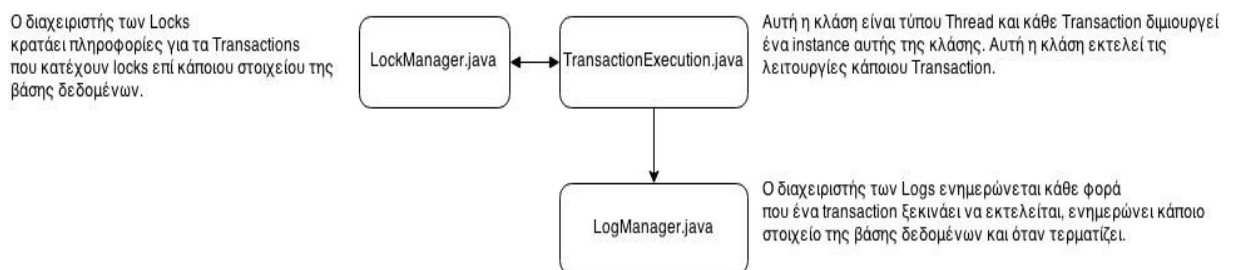 Ο διαχειριστής των Locks
κρατάει πληροφορίες για τα Transactions
που κατέχουν locks επί κάποιου στοιχείου της
βάσης δεδομένων.
LockManager.java
TransactionExecution.java
Αυτή η κλάση είναι τύπου Thread και κάθε Transaction διμιουργεί
ένα instance αυτής της κλάσης. Αυτή η κλάση εκτελεί τις
λειτουργίες κάποιου Transaction.
LogManager.java
Ο διαχειριστής των Logs ενημερώνεται κάθε φορά
που ένα transaction ξεκινάει να εκτελείται, ενημερώνει κάποιο
στοιχείο της βάσης δεδομένων και όταν τερματίζει.